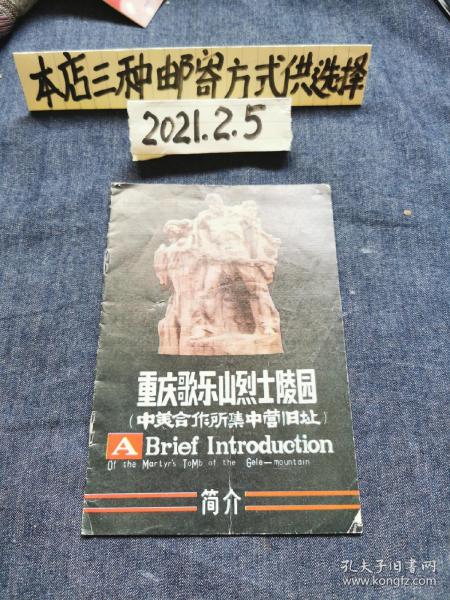 本店三种邮寄方式供选择
2021.2.5
重庆歌乐山烈士陵园
(中美合作所集中营旧址)
A Brief Introduction
Of the Martyr's ToMb of the Gele—mountain
简介
孔夫子旧书网
www.kongfz.com